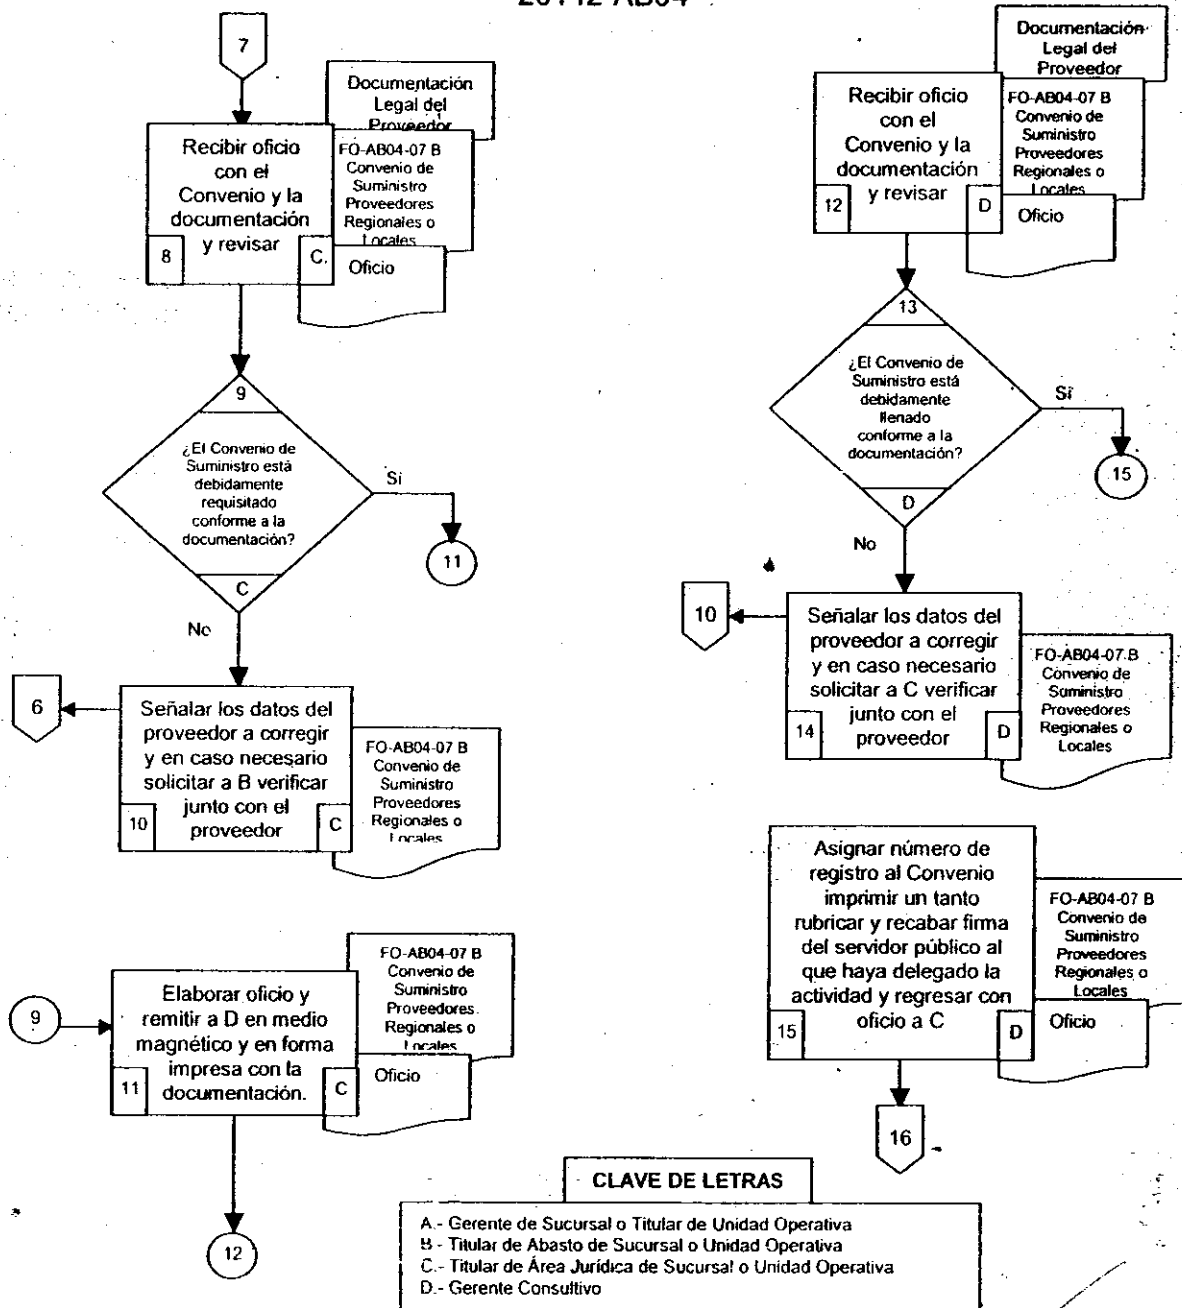 7
Documentación
Legal del
Proveedor
Recibir oficio
con el
Convenio y la
documentación
y revisar
8
C.
FO-AB04-07 B
Convenio de
Suministro
Proveedores
Regionales o
Locales
Oficio
9
¿El Convenio de
Suministro está
debidamente
requisitado
conforme a la
documentación?
C
Sí
11
No
6
Señalar los datos del
proveedor a corregir
y en caso necesario
solicitar a B verificar
junto con el
proveedor
10
C
FO-AB04-07 B
Convenio de
Suministro
Proveedores
Regionales o
Locales
9
Elaborar oficio y
remitir a D en medio
magnético y en forma
impresa con la
documentación.
11
C
FO-AB04-07 B
Convenio de
Suministro
Proveedores.
Regionales o
Locales
Oficio
12
Documentación
Legal del
Proveedor
Recibir oficio
con el
Convenio y la
documentación
y revisar
12
D
FO-AB04-07 B
Convenio de
Suministro
Proveedores
Regionales o
Locales
Oficio
13
¿El Convenio de
Suministro está
debidamente
llenado
conforme a la
documentación?
D
Sí
15
No
10
Señalar los datos del
proveedor a corregir
y en caso necesario
solicitar a C verificar
junto con el
proveedor
14
D
FO-AB04-07.B
Convenio de
Suministro
Proveedores
Regionales o
Locales
Asignar número de
registro al Convenio
imprimir un tanto
rubricar y recabar firma
del servidor público al
que haya delegado la
actividad y regresar con
oficio a C
15
D
FO-AB04-07 B
Convenio de
Suministro
Proveedores
Regionales o
Locales
Oficio
16
CLAVE DE LETRAS
A.- Gerente de Sucursal o Titular de Unidad Operativa
B - Titular de Abasto de Sucursal o Unidad Operativa
C.- Titular de Área Jurídica de Sucursal o Unidad Operativa
D.- Gerente Consultivo